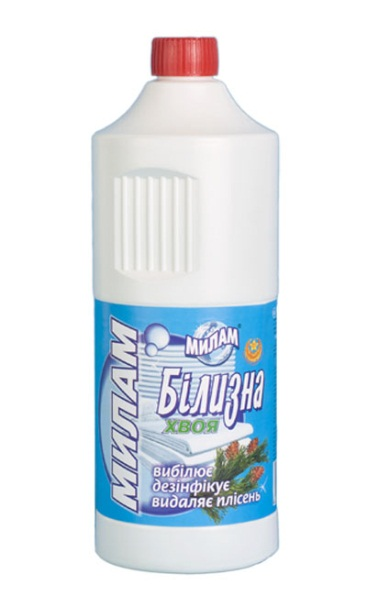 МИЛАМ
МИЛАМ
Білизна
хвоя
вибілює
дезінфікує
видаляє плісень